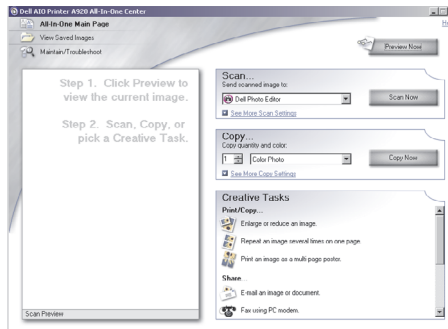 Dell AIO Printer A920 All-In-One Center
All-In-One Main Page
View Saved Images
Maintain/Troubleshoot
Preview Now
Step 1. Click Preview to
view the current image.
Step 2. Scan, Copy, or
pick a Creative Task.
Scan Preview
Scan...
Send scanned image to:
Dell Photo Editor
Scan Now
See More Scan Settings
Copy...
Copy quantity and color:
1 Color Photo
Copy Now
See More Copy Settings
Creative Tasks
Print/Copy...
Enlarge or reduce an image.
Repeat an image several times on one page.
Print an image as a multi page poster.
Share...
E-mail an image or document.
Fax using PC modem.